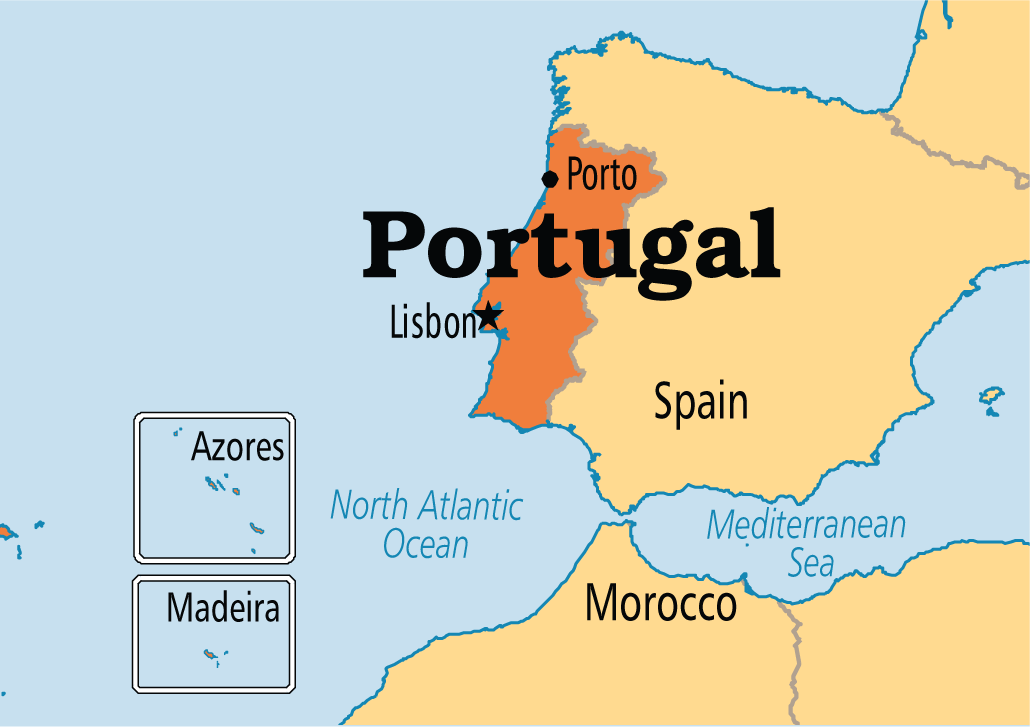 Porto
Portugal
Lisbon
Spain
Azores
North Atlantic
Ocean
Mediterranean
Sea
Madeira
Morocco